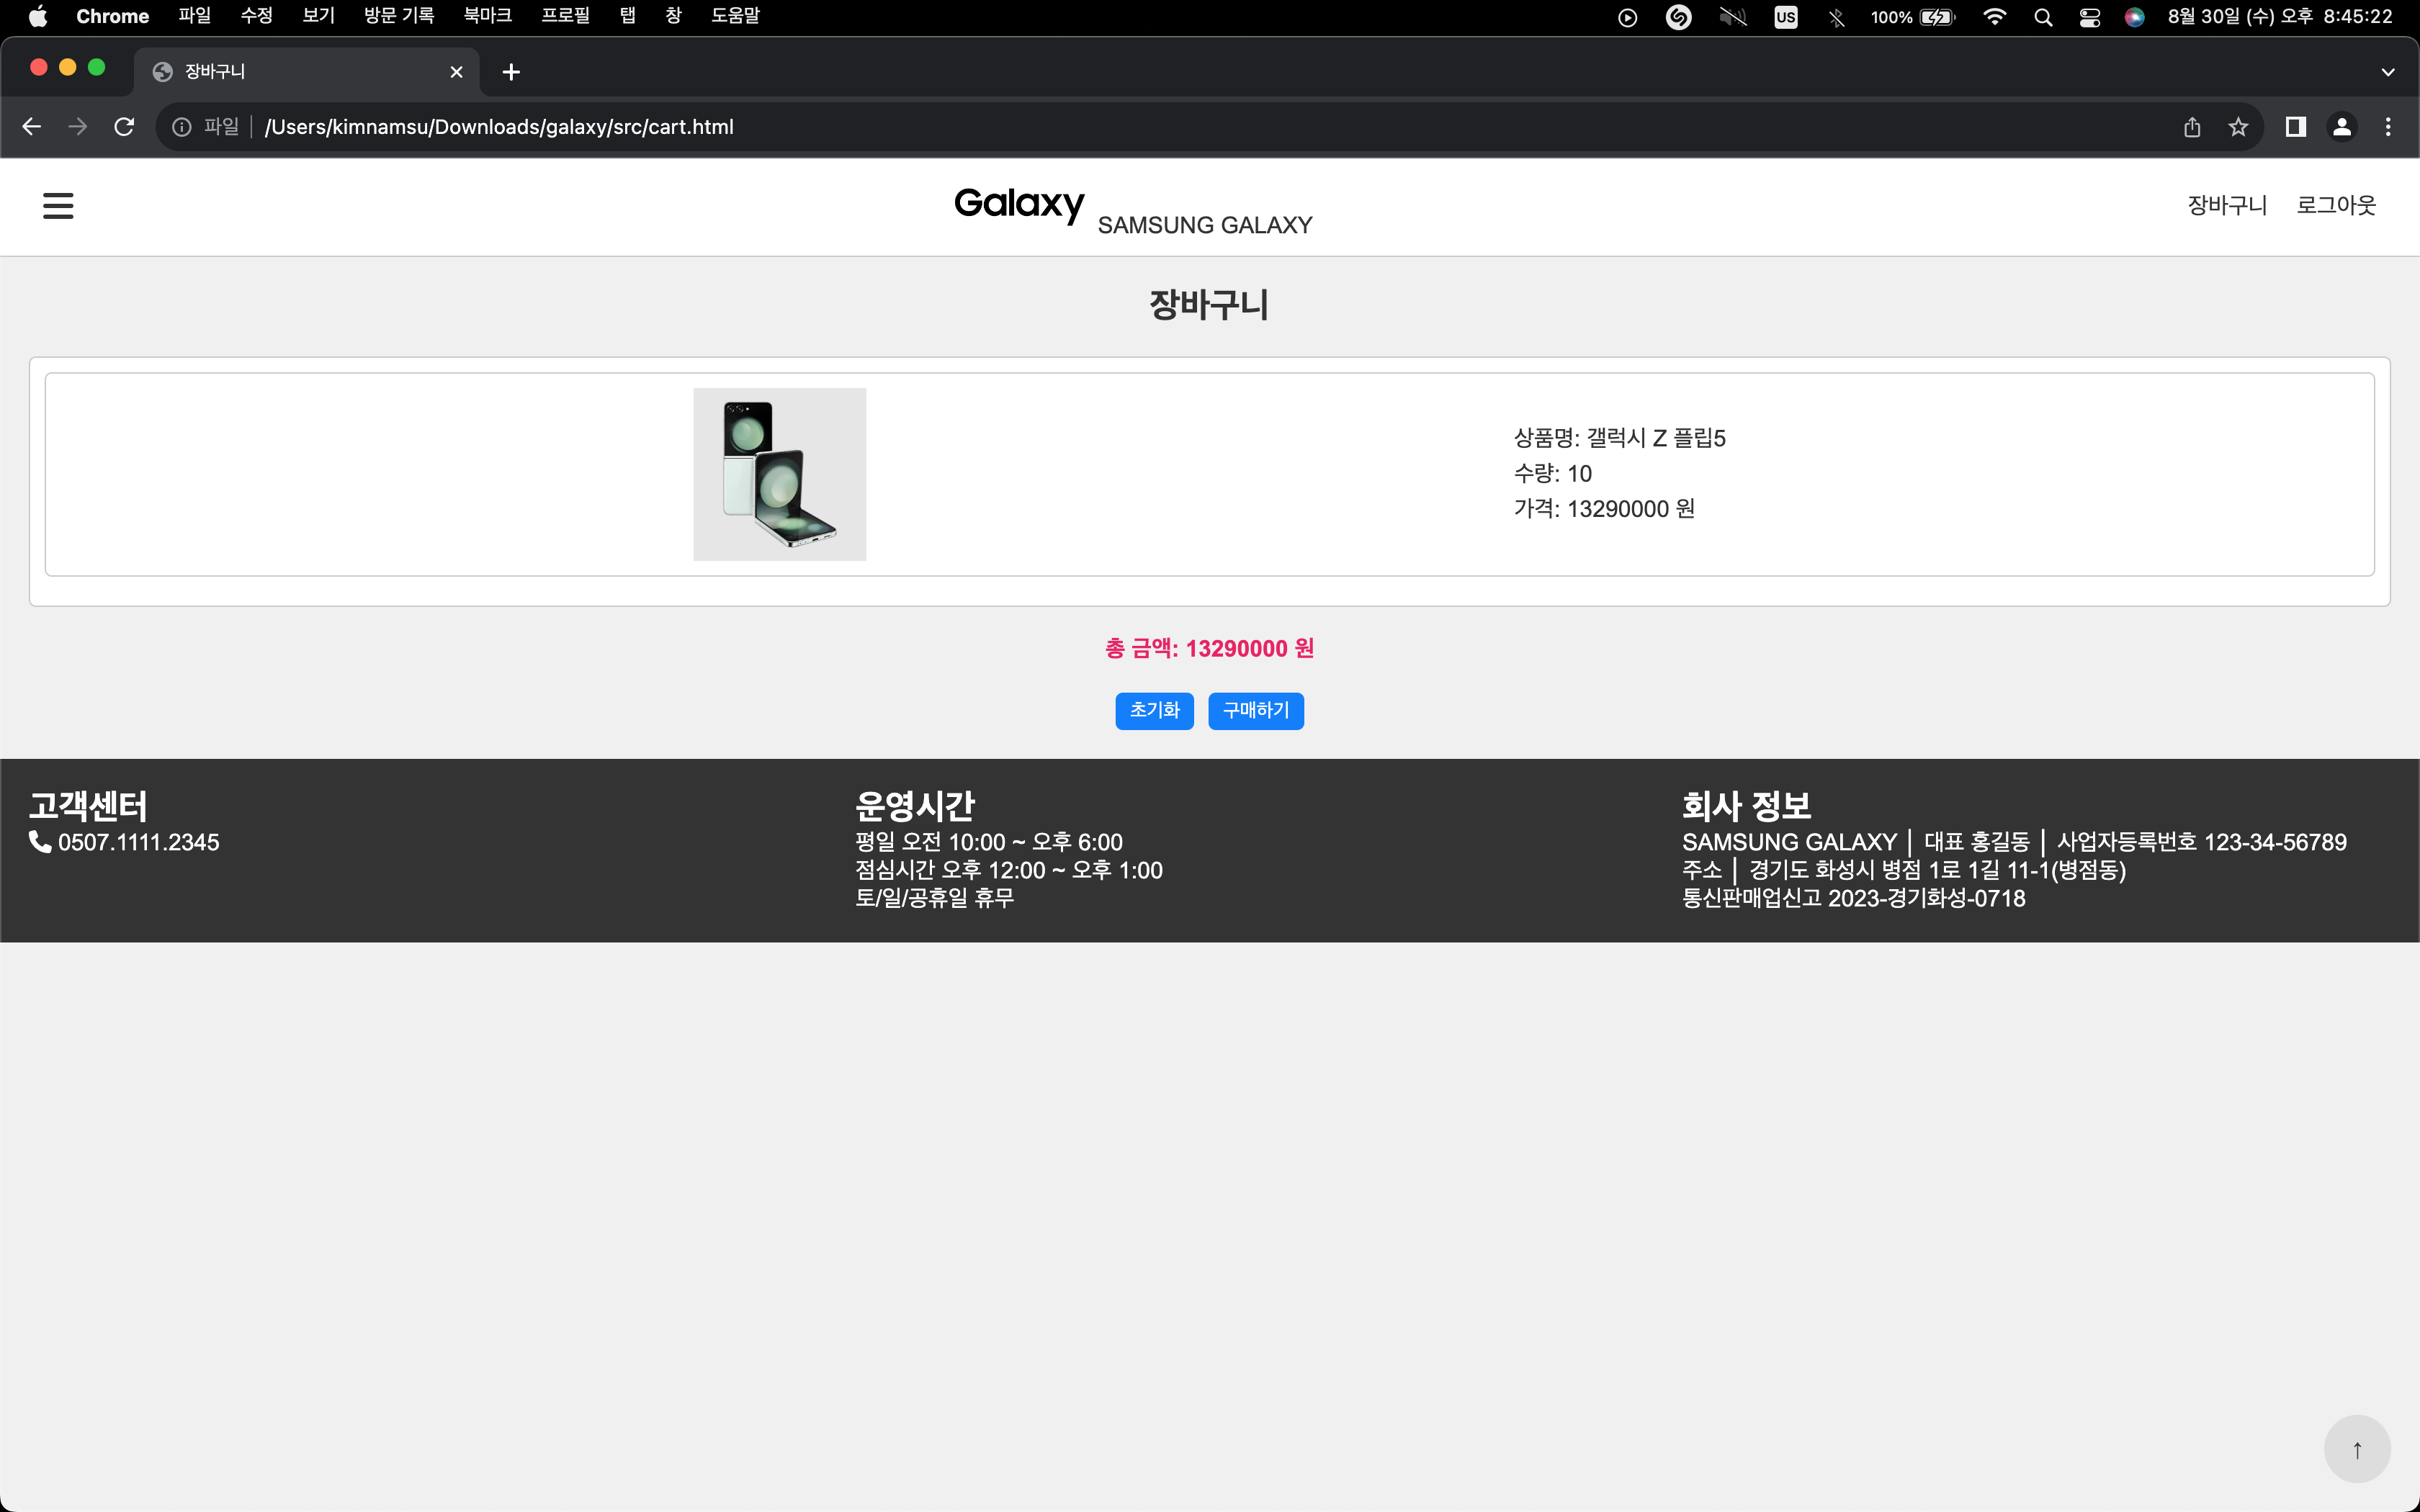 Chrome 파일 수정 보기 방문 기록 북마크 프로필 탭 창 도움말 US 100% 8월 30일 (수) 오후 8:45:22
장바구니
파일 /Users/kimnamsu/Downloads/galaxy/src/cart.html
Galaxy SAMSUNG GALAXY 장바구니 로그아웃
장바구니
상품명: 갤럭시 Z 플립5
수량: 10
가격: 13290000 원
총 금액: 13290000 원
초기화 구매하기
고객센터
0507.1111.2345
운영시간
평일 오전 10:00 ~ 오후 6:00
점심시간 오후 12:00 ~ 오후 1:00
토/일/공휴일 휴무
회사 정보
SAMSUNG GALAXY │ 대표 홍길동 │ 사업자등록번호 123-34-56789
주소 │ 경기도 화성시 병점 1로 1길 11-1(병점동)
통신판매업신고 2023-경기화성-0718
↑